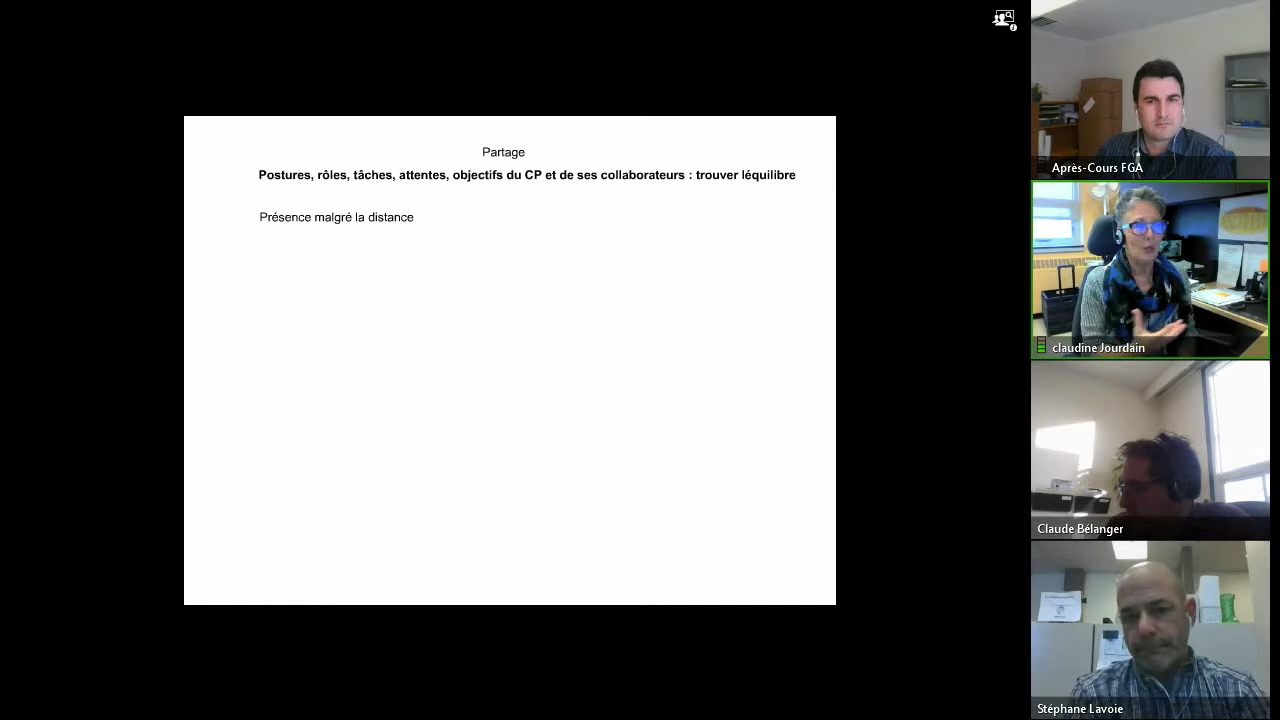 Partage
Postures, rôles, tâches, attentes, objectifs du CP et de ses collaborateurs : trouver léquilibre
Présence malgré la distance
Après-Cours FGA
claudine Jourdain
Claude Bélanger
Stéphane Lavoie